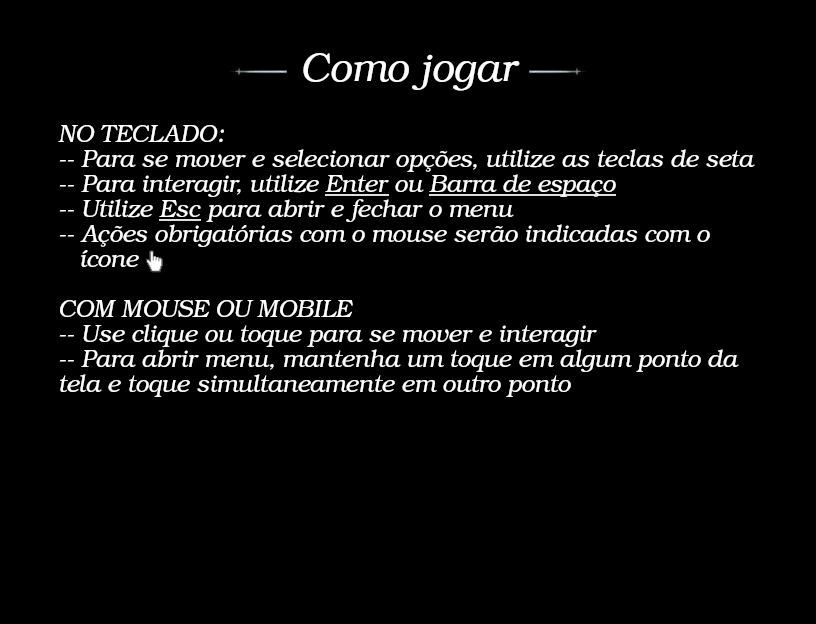 Como jogar
NO TECLADO:
-- Para se mover e selecionar opções, utilize as teclas de seta
-- Para interagir, utilize Enter ou Barra de espaço
-- Utilize Esc para abrir e fechar o menu
-- Ações obrigatórias com o mouse serão indicadas com o
ícone
COM MOUSE OU MOBILE
-- Use clique ou toque para se mover e interagir
-- Para abrir menu, mantenha um toque em algum ponto da
tela e toque simultaneamente em outro ponto